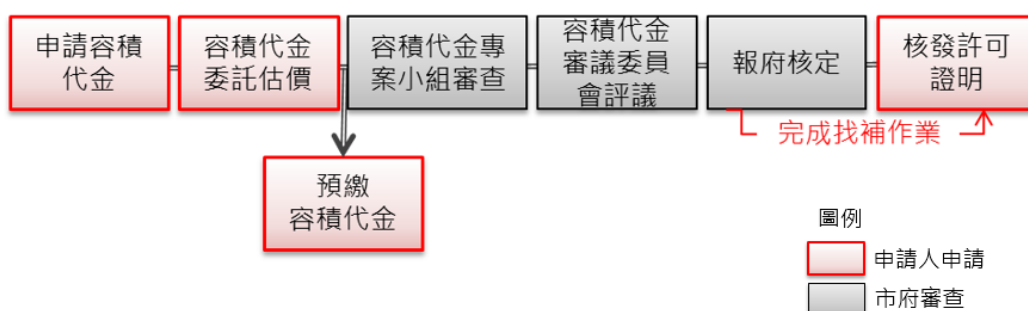 申請容積
代金
容積代金
委託估價
容積代金專
案小組審查
容積代金
審議委員
會評議
報府核定
核發許可
證明
完成找補作業
預繳
容積代金
圖例
申請人申請
市府審查